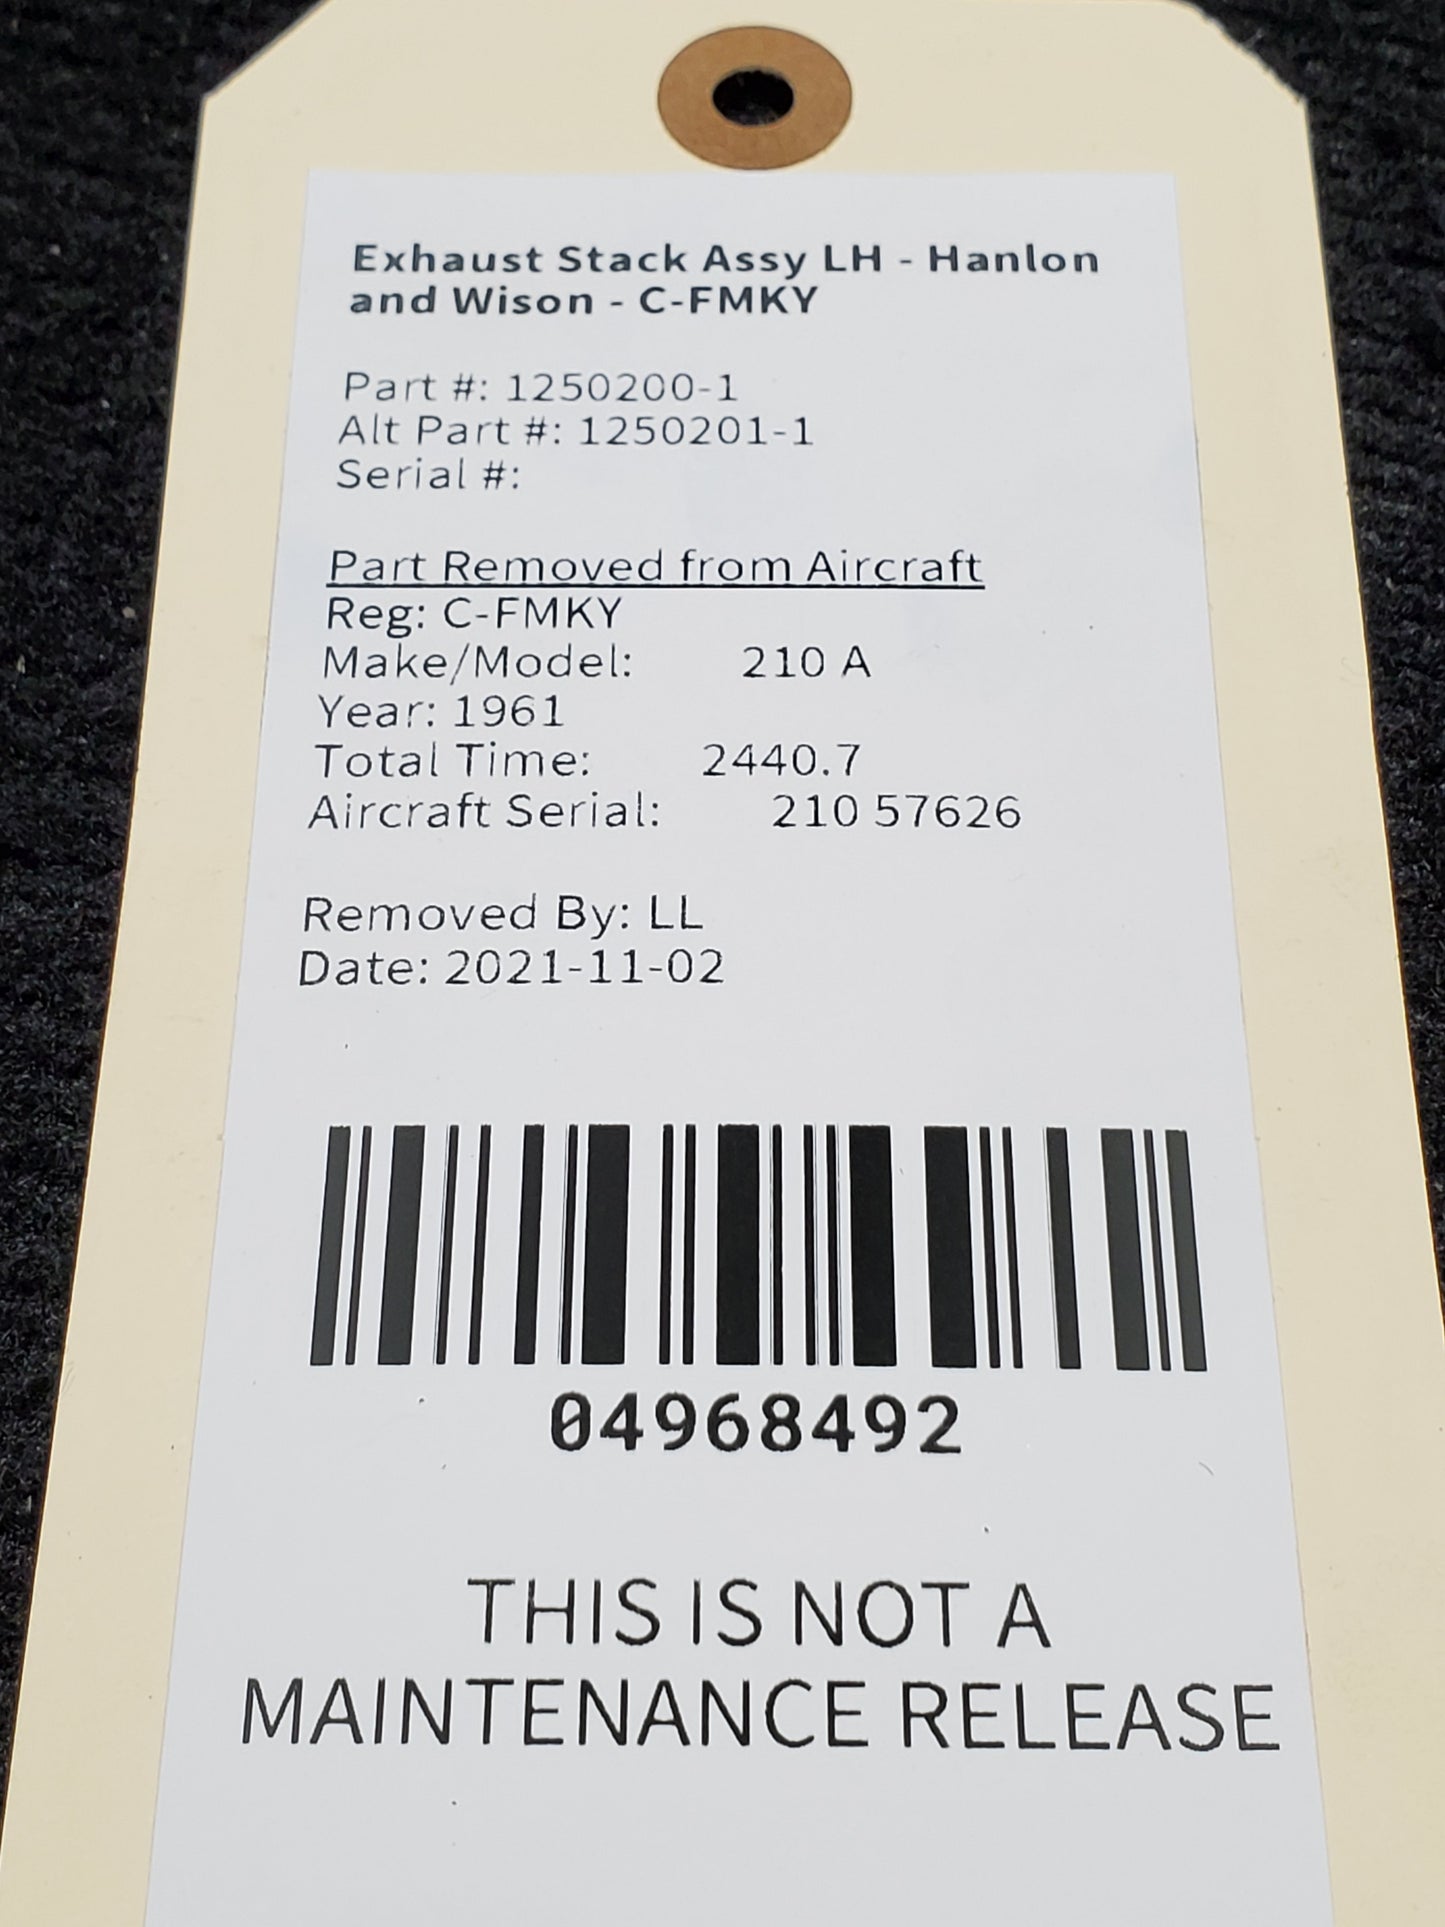 Exhaust Stack Assy LH - Hanlon
and Wison - C-FMKY
Part #: 1250200-1
Alt Part #: 1250201-1
Serial #:
Part Removed from Aircraft
Reg: C-FMKY
Make/Model: 210 A
Year: 1961
Total Time: 2440.7
Aircraft Serial: 210 57626
Removed By: LL
Date: 2021-11-02
04968492
THIS IS NOT A
MAINTENANCE RELEASE